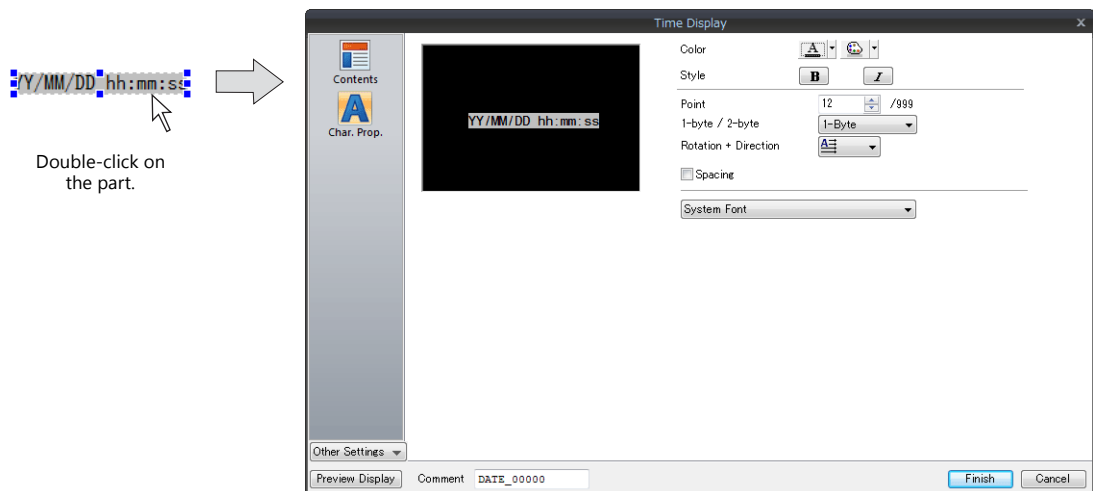 Time Display
x
YY/MM/DD hh:mm:ss
Double-click on
the part.
Contents
Char. Prop.
YY/MM/DD hh:mm:ss
Color
A
Style
B I
Point 12 /999
1-byte / 2-byte 1-Byte
Rotation + Direction A
Spacing
System Font
Other Settings
Preview Display Comment DATE_00000 Finish Cancel